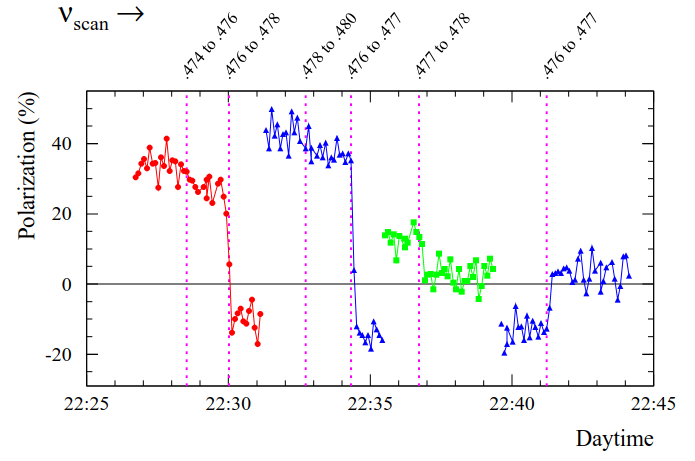 ν scan →
.474 to .476
.476 to .478
.478 to .480
.476 to .477
.477 to .478
.476 to .477
Polarization (%)
40
20
0
-20
22:25 22:30 22:35 22:40 22:45
Daytime